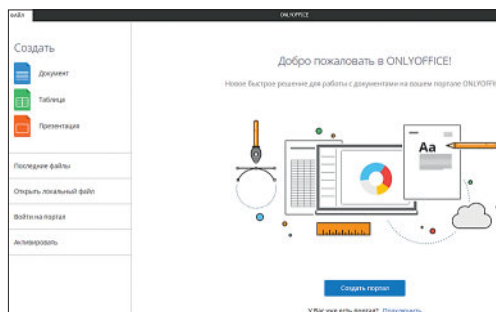 ФАЙЛ
ONLYOFFICE
Создать
Документ
Таблица
Презентация
Последние файлы
Открыть локальный файл
Войти на портал
Активировать
Добро пожаловать в ONLYOFFICE!
Новое быстрое решение для работы с документами на вашем портале ONLYOFFI
Aa
Создать портал
У Вас уже есть портал? Подключить